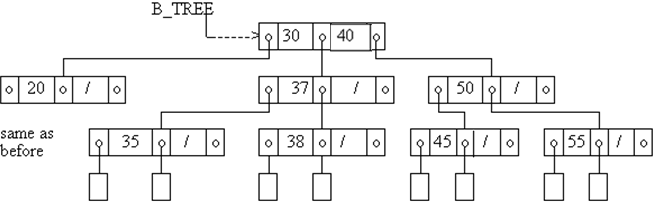 B_TREE
30 40
20 / 37 / 50 /
same as
before
35 / 38 / 45 / 55 /